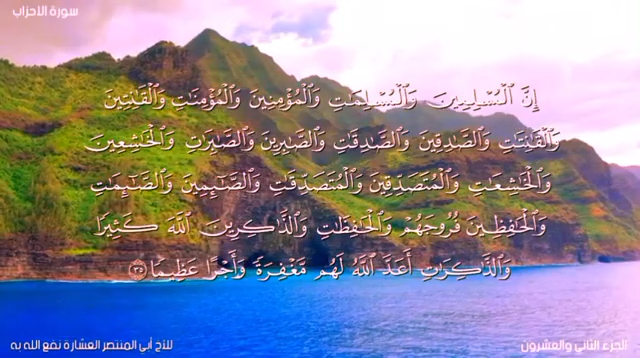 سورة الأحزاب
إِنَّ ٱلْمُسْلِمِينَ وَٱلْمُسْلِمَٰتِ وَٱلْمُؤْمِنِينَ وَٱلْمُؤْمِنَٰتِ وَٱلْقَٰنِتِينَ
وَٱلْقَٰنِتَٰتِ وَٱلصَّٰدِقِينَ وَٱلصَّٰدِقَٰتِ وَٱلصَّٰبِرِينَ وَٱلصَّٰبِرَٰتِ وَٱلْخَٰشِعِينَ
وَٱلْخَٰشِعَٰتِ وَٱلْمُتَصَدِّقِينَ وَٱلْمُتَصَدِّقَٰتِ وَٱلصَّٰٓئِمِينَ وَٱلصَّٰٓئِمَٰتِ
وَٱلْحَٰفِظِينَ فُرُوجَهُمْ وَٱلْحَٰفِظَٰتِ وَٱلذَّٰكِرِينَ ٱللَّهَ كَثِيرًا
وَٱلذَّٰكِرَٰتِ أَعَدَّ ٱللَّهُ لَهُم مَّغْفِرَةً وَأَجْرًا عَظِيمًا ٣٥
الجزء الثاني والعشرون
للأخ أبي المنتصر العشارة نفع الله به